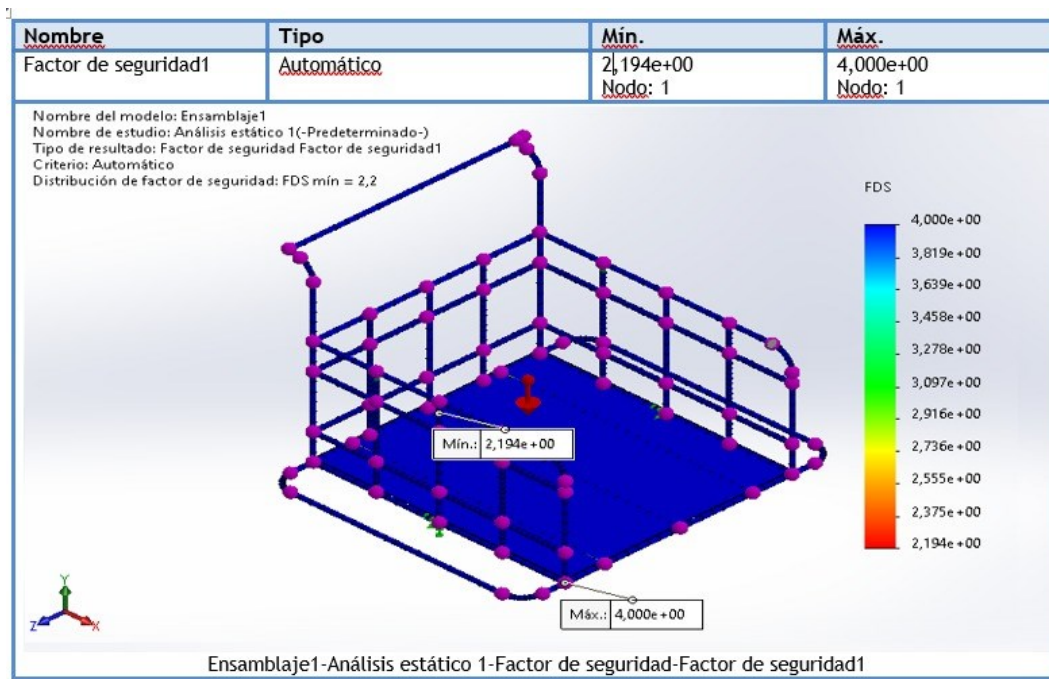 Nombre Tipo Mín. Máx.
Factor de seguridad1 Automático 2,194e+00 4,000e+00
Nodo: 1 Nodo: 1
Nombre del modelo: Ensamblaje1
Nombre de estudio: Análisis estático 1(-Predeterminado-)
Tipo de resultado: Factor de seguridad Factor de seguridad1
Criterio: Automático
Distribución de factor de seguridad: FDS mín = 2,2
FDS
4,000e+00
3,819e+00
3,639e+00
3,458e+00
3,278e+00
3,097e+00
2,916e+00
2,736e+00
2,555e+00
2,375e+00
2,194e+00
Mín.: 2,194e+00
Máx.: 4,000e+00
Y
Z X
Ensamblaje1-Análisis estático 1-Factor de seguridad-Factor de seguridad1